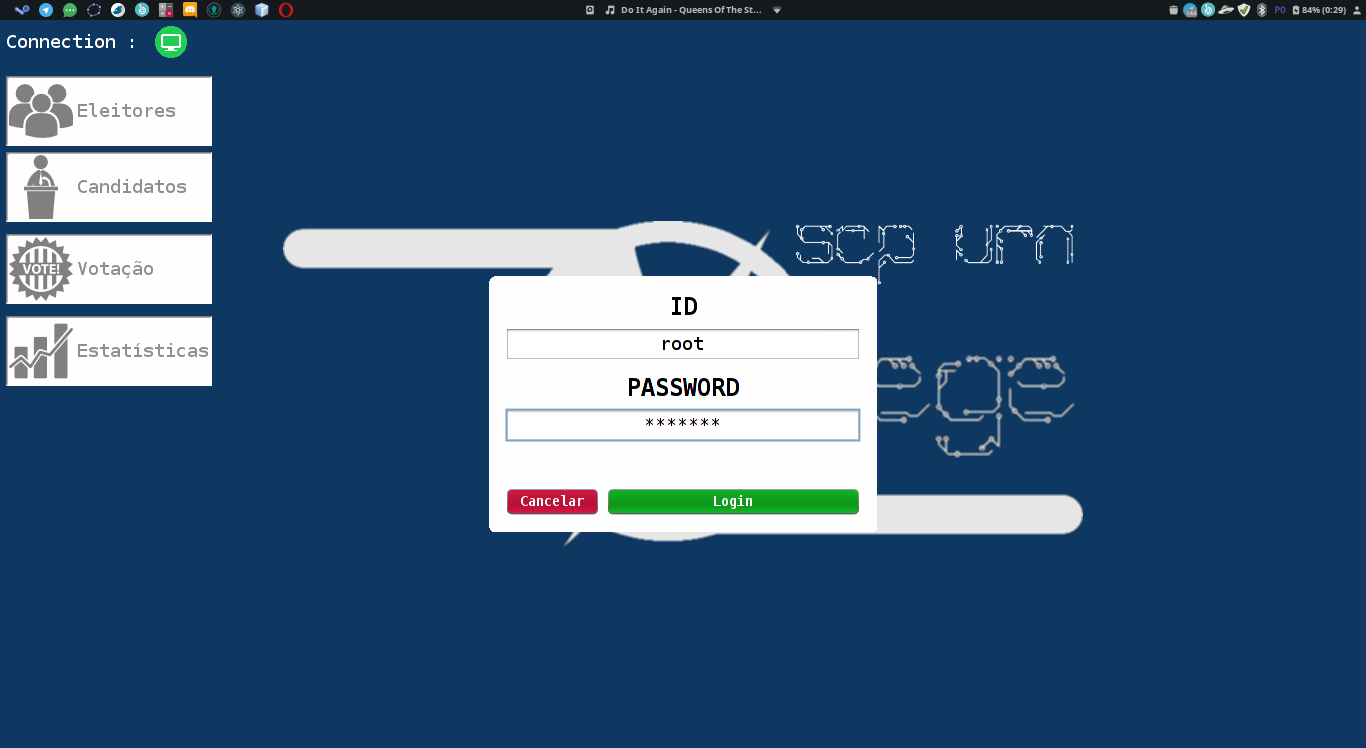 Do It Again - Queens Of The St...
P0
84% (0:29)
Connection :
Eleitores
Candidatos
VOTE!
Votação
Estatísticas
scp urn
ege
ID
root
PASSWORD
*******
Cancelar
Login